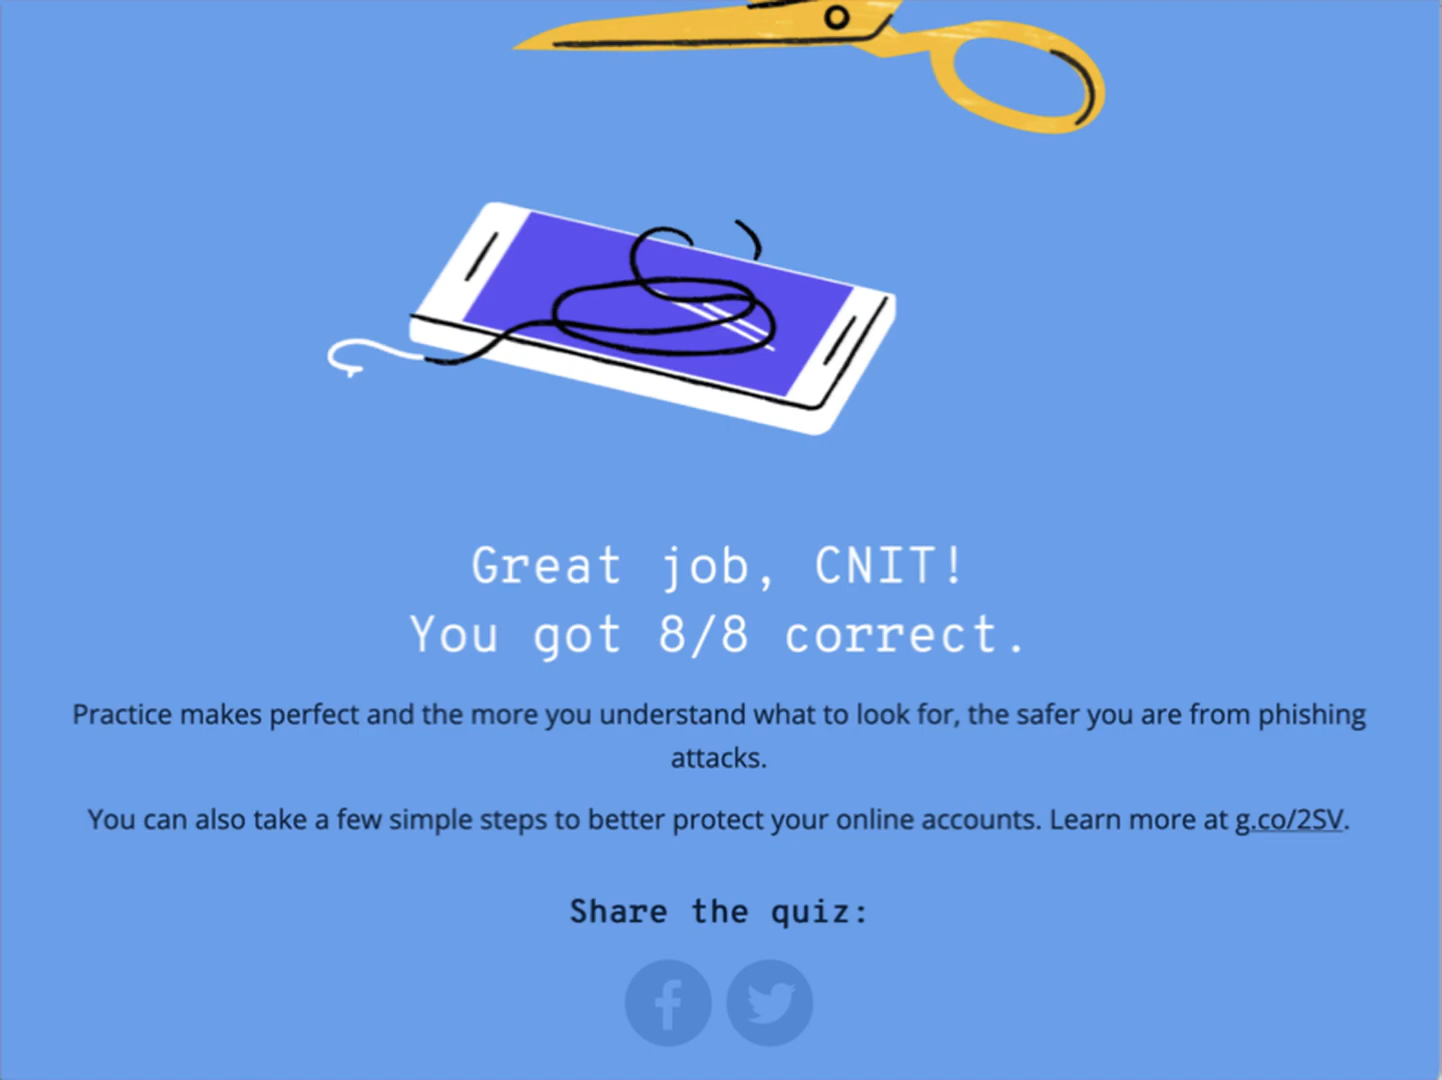 Great job, CNIT!
You got 8/8 correct.
Practice makes perfect and the more you understand what to look for, the safer you are from phishing
attacks.
You can also take a few simple steps to better protect your online accounts. Learn more at g.co/2SV.
Share the quiz: